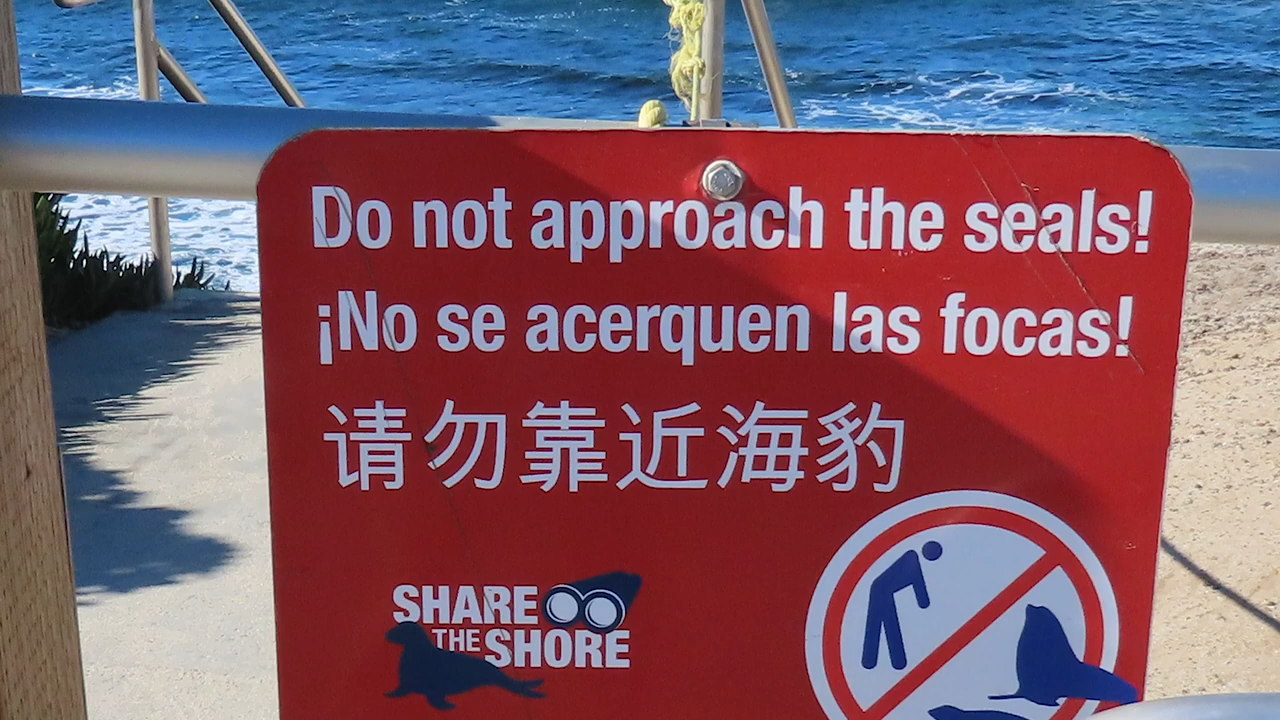 Do not approach the seals!
¡No se acerquen las focas!
请勿靠近海豹
SHARE
THE SHORE